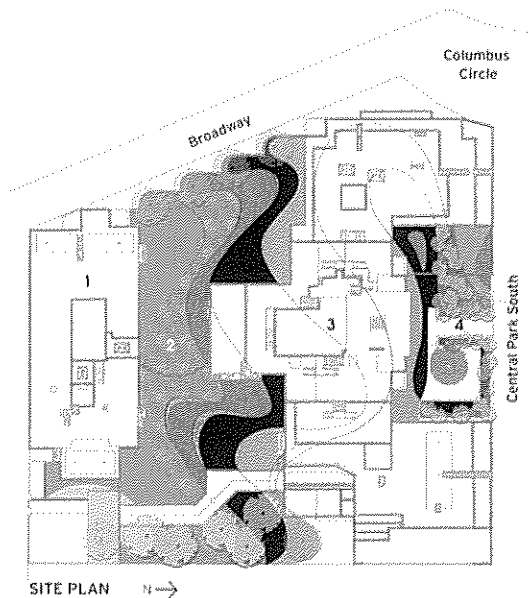 Columbus
Circle
Broadway
1
2
3
4
Central Park South
SITE PLAN N